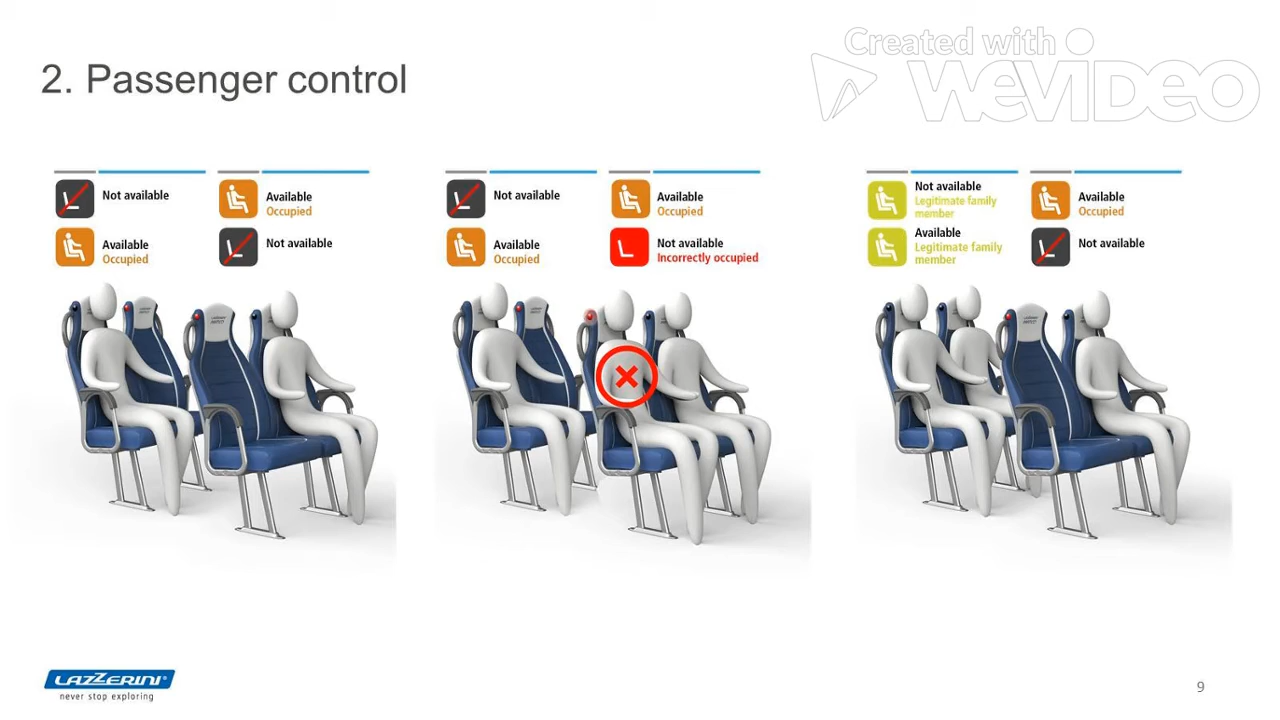 Created with
WEVIDEO
2. Passenger control
Not available
Available
Occupied
Available
Occupied
Not available
Not available
Available
Occupied
Available
Occupied
Not available
Incorrectly occupied
Not available
Legitimate family
member
Available
Occupied
Available
Legitimate family
member
Not available
LAZZERINI®
never stop exploring
9